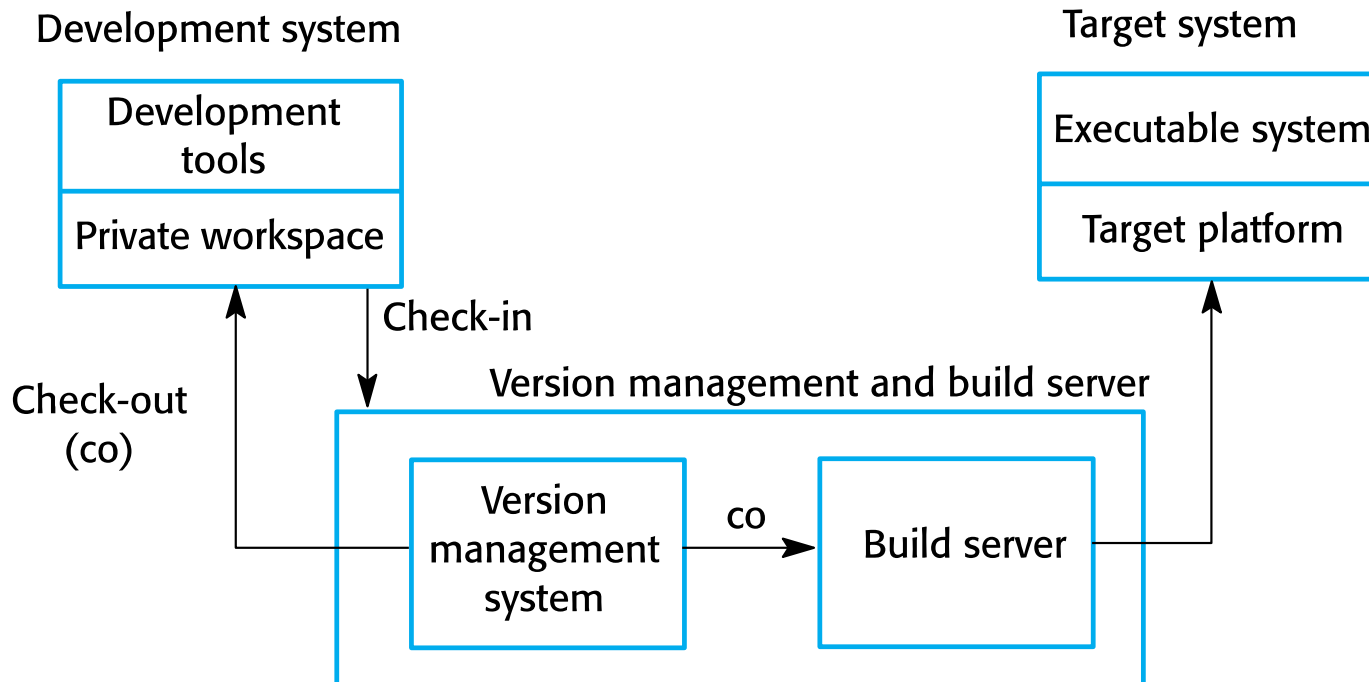 Development system
Target system
Development
tools
Private workspace
Executable system
Target platform
Check-in
Check-out
(co)
Version management and build server
Version
management
system
co
Build server